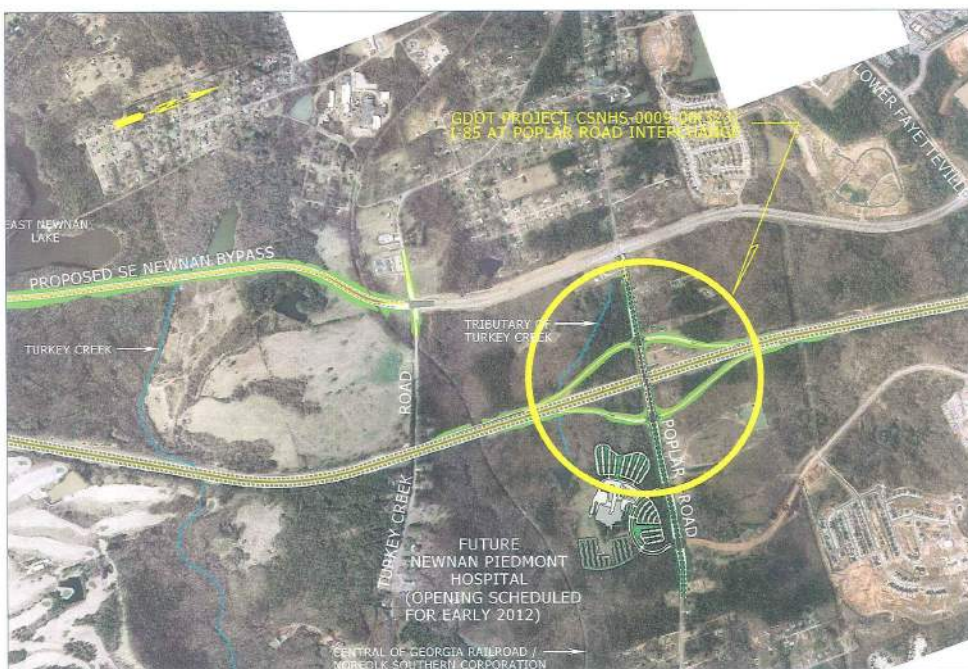 GDOT PROJECT CSNHS-0009-00(323)
I-85 AT POPLAR ROAD INTERCHANGE
LOWER FAYETTEVILLE
EAST NEWNAN
LAKE
PROPOSED SE NEWNAN BYPASS
TURKEY CREEK
TRIBUTARY OF
TURKEY CREEK
TURKEY CREEK ROAD
POPLAR ROAD
FUTURE
NEWNAN PIEDMONT
HOSPITAL
(OPENING SCHEDULED
FOR EARLY 2012)
CENTRAL OF GEORGIA RAILROAD /
NORFOLK SOUTHERN CORPORATION